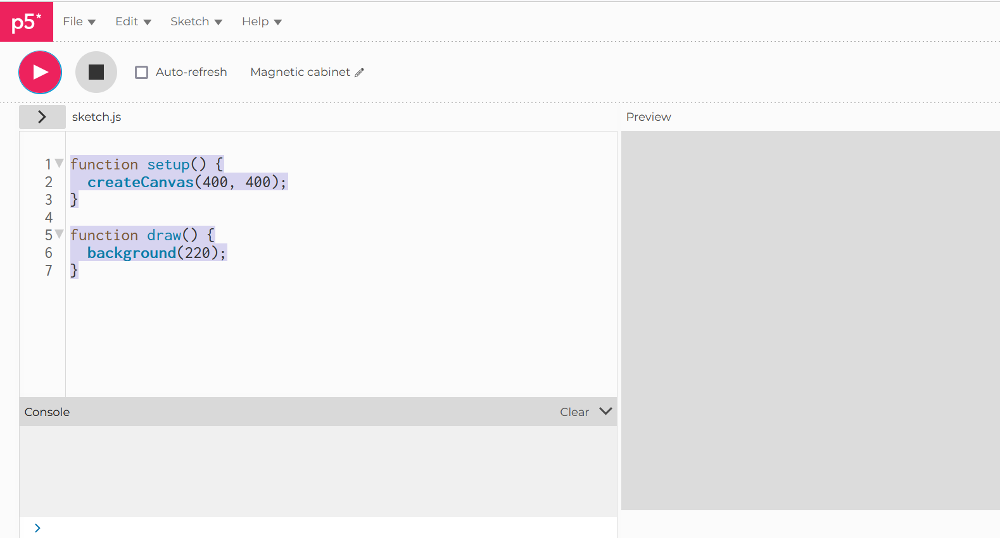 p5*
File
Edit
Sketch
Help
Auto-refresh
Magnetic cabinet
sketch.js
Preview
1 function setup() {
2   createCanvas(400, 400);
3 }
4
5 function draw() {
6   background(220);
7 }
Console
Clear